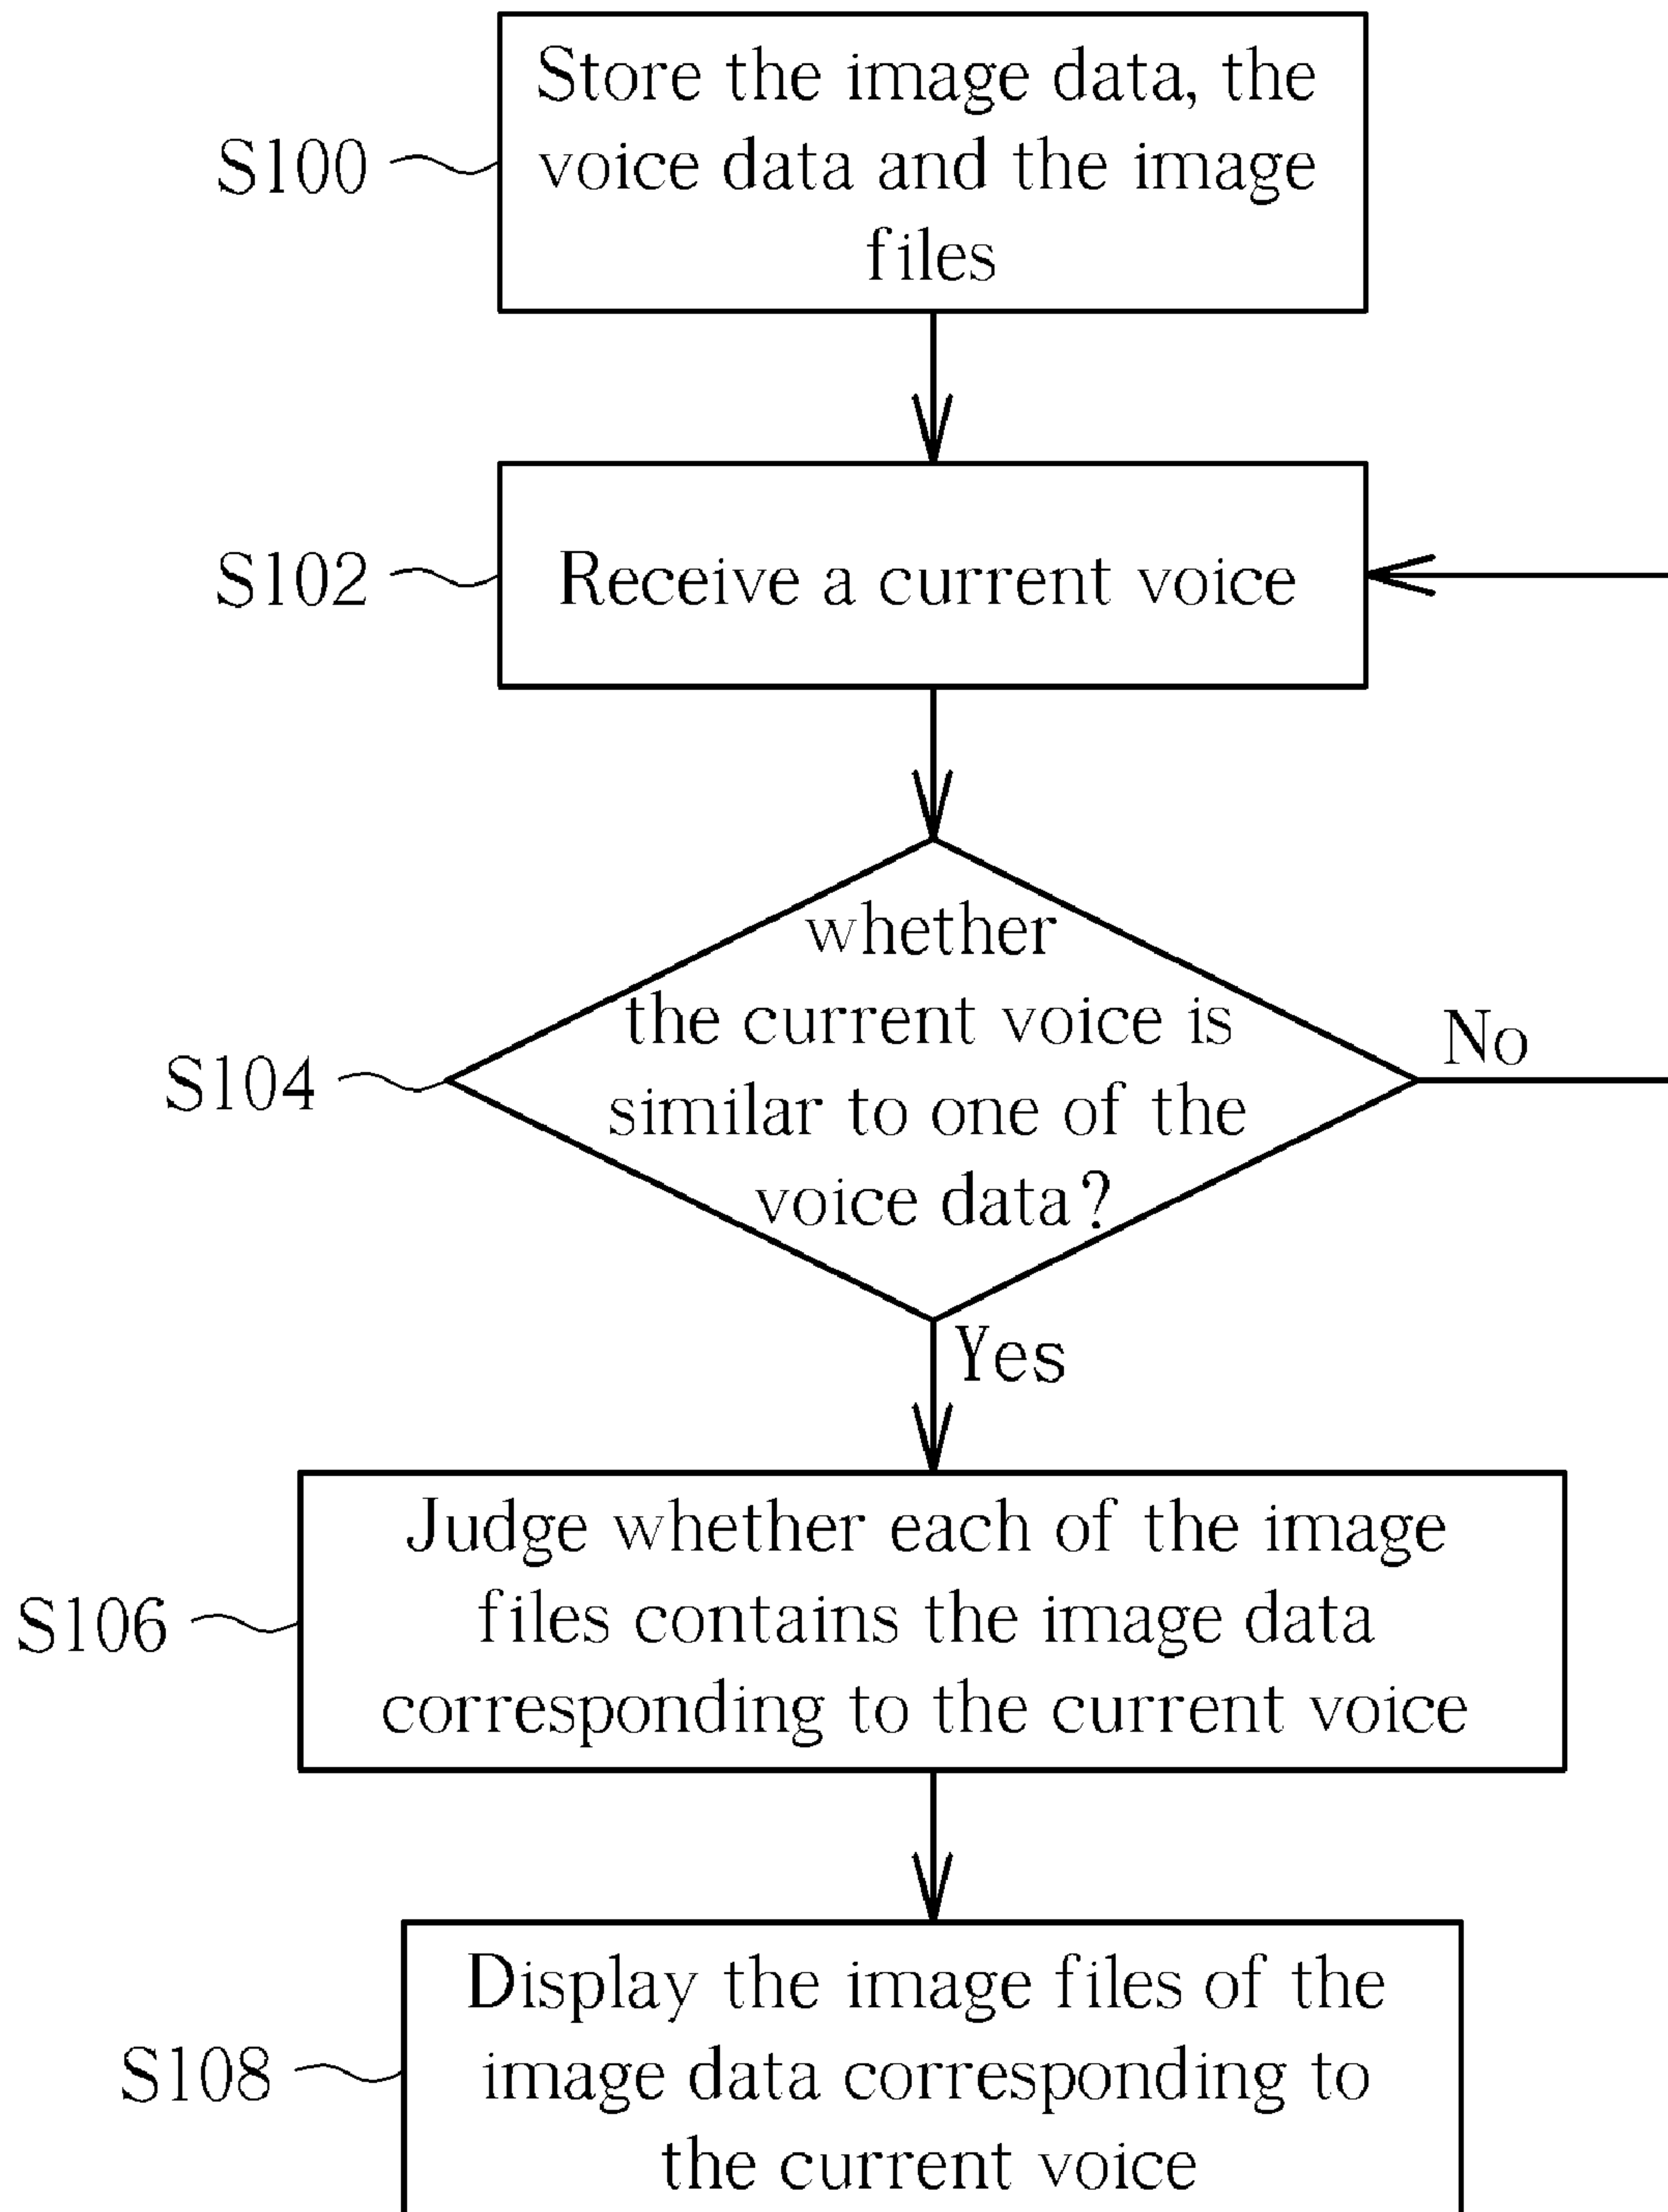 Store the image data, the
voice data and the image
files
S100
Receive a current voice
S102
whether
the current voice is
similar to one of the
voice data?
S104
No
Yes
Judge whether each of the image
files contains the image data
corresponding to the current voice
S106
Display the image files of the
image data corresponding to
the current voice
S108